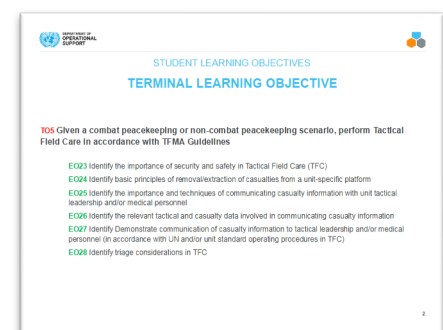 DEPARTMENT OF
OPERATIONAL
SUPPORT
STUDENT LEARNING OBJECTIVES
TERMINAL LEARNING OBJECTIVE
TO5 Given a combat peacekeeping or non-combat peacekeeping scenario, perform Tactical
Field Care in accordance with TFMA Guidelines
EO23 Identify the importance of security and safety in Tactical Field Care (TFC)
EO24 Identify basic principles of removal/extraction of casualties from a unit-specific platform
EO25 Identify the importance and techniques of communicating casualty information with unit tactical
leadership and/or medical personnel
EO26 Identify the relevant tactical and casualty data involved in communicating casualty information
EO27 Identify Demonstrate communication of casualty information to tactical leadership and/or medical
personnel (in accordance with UN and/or unit standard operating procedures in TFC)
EO28 Identify triage considerations in TFC
2